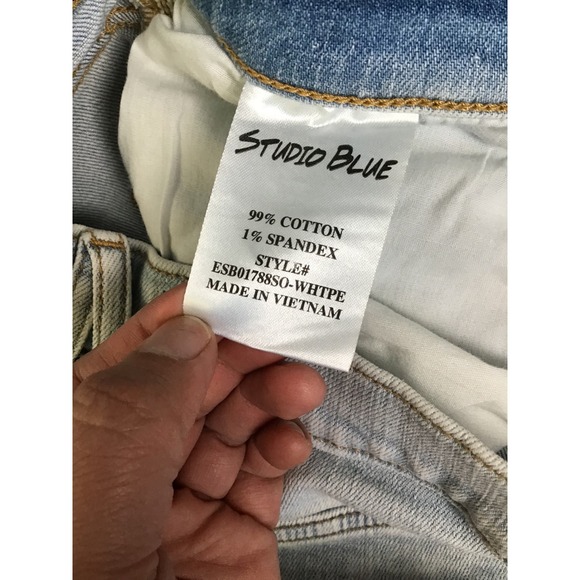 STUDIO BLUE
99% COTTON
1% SPANDEX
STYLE#
ESB01788SO-WHTPE
MADE IN VIETNAM